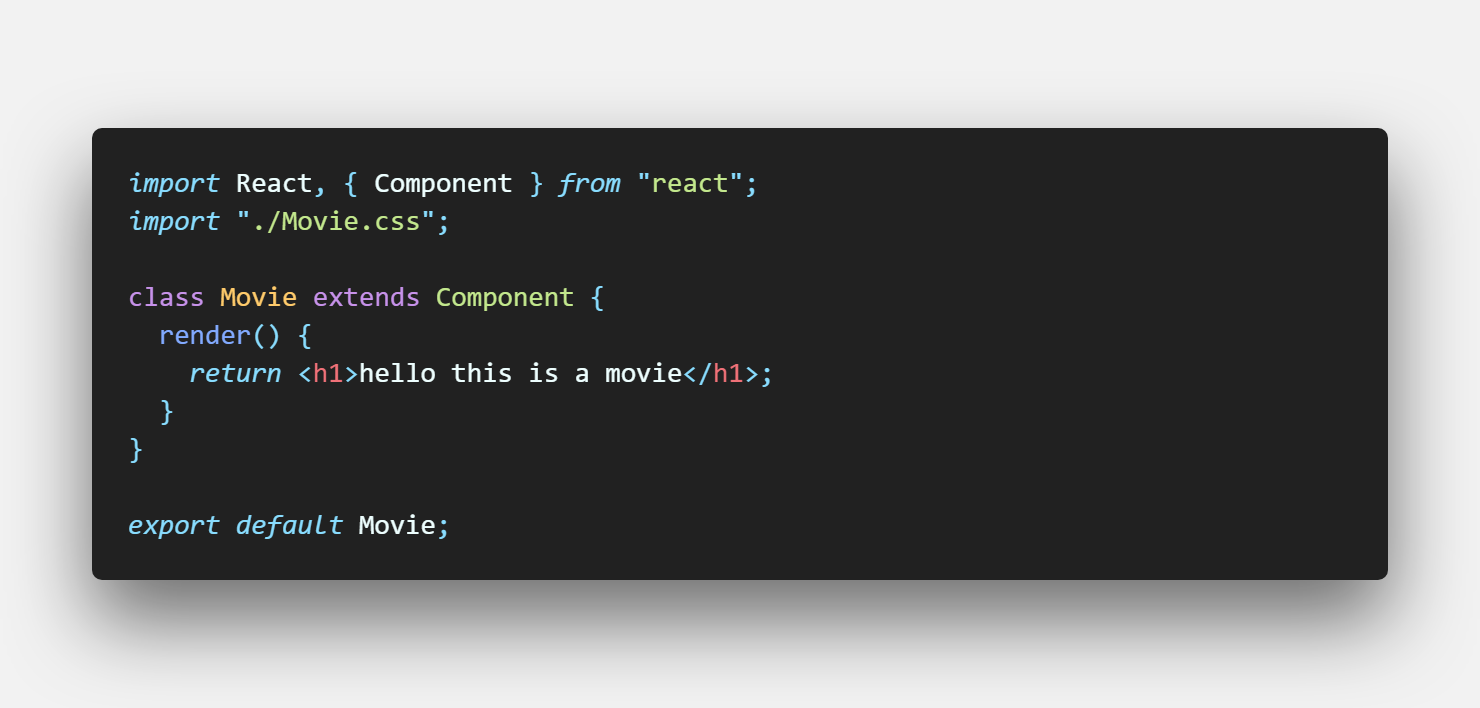 import React, { Component } from "react";
import "./Movie.css";

class Movie extends Component {
  render() {
    return <h1>hello this is a movie</h1>;
  }
}

export default Movie;